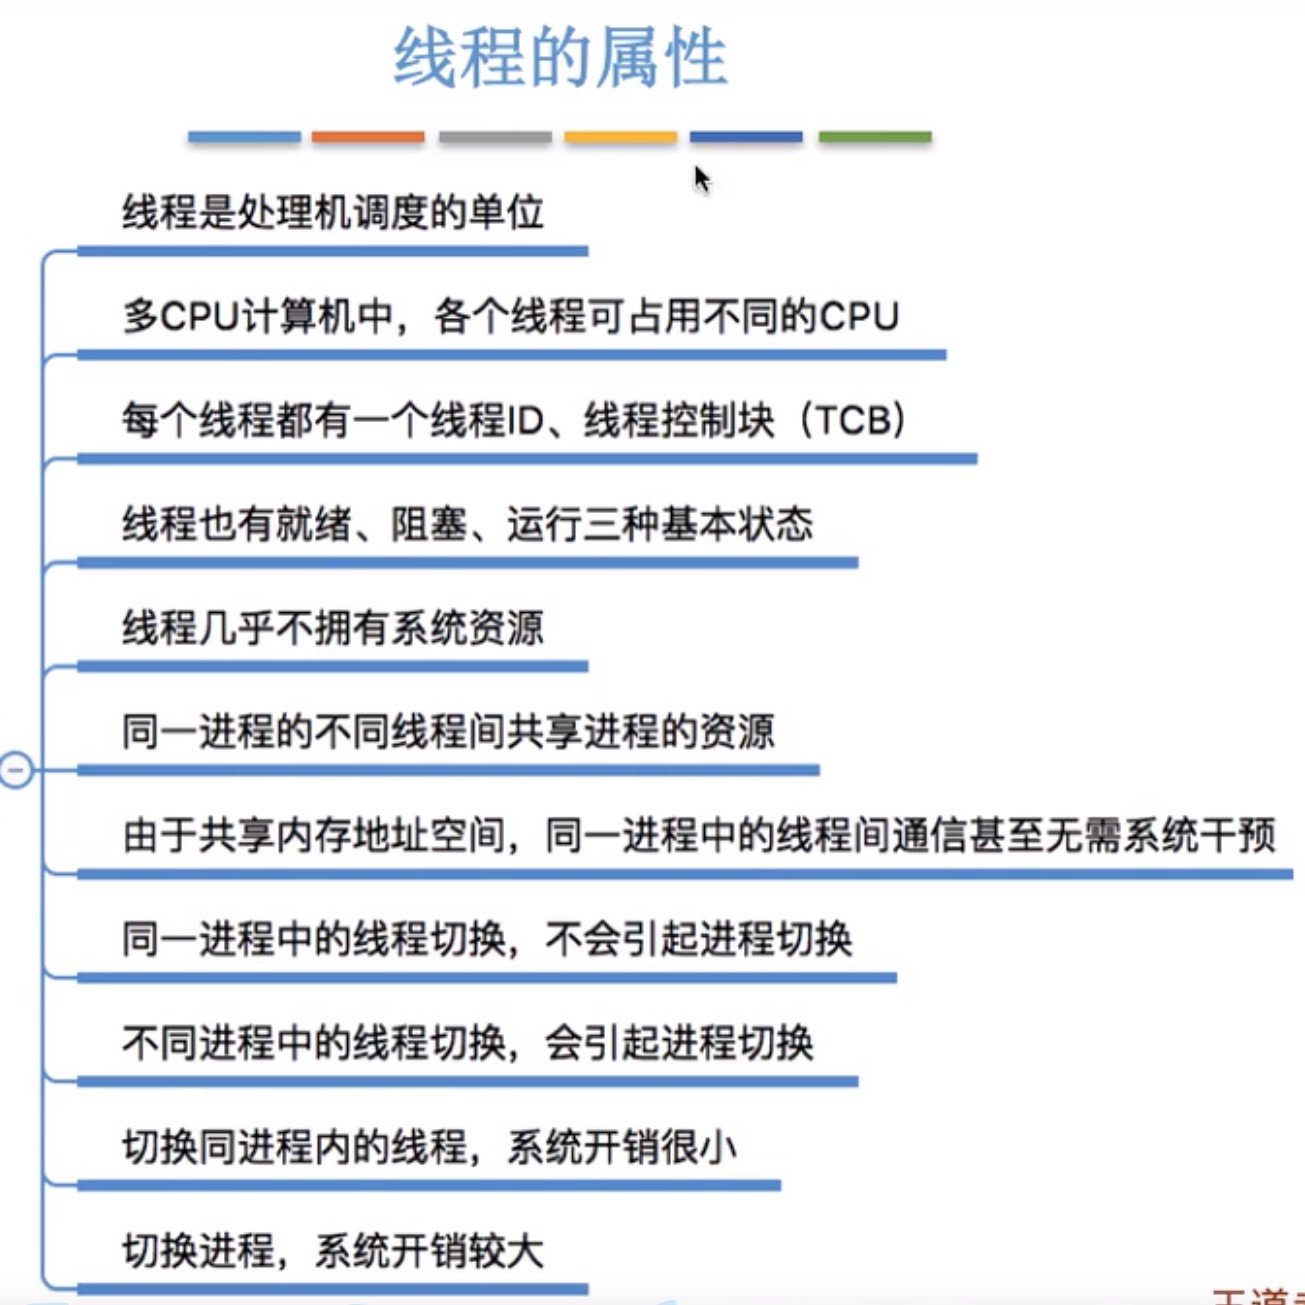 线程的属性
线程是处理机调度的单位
多CPU计算机中，各个线程可占用不同的CPU
每个线程都有一个线程ID、线程控制块（TCB）
线程也有就绪、阻塞、运行三种基本状态
线程几乎不拥有系统资源
同一进程的不同线程间共享进程的资源
由于共享内存地址空间，同一进程中的线程间通信甚至无需系统干预
同一进程中的线程切换，不会引起进程切换
不同进程中的线程切换，会引起进程切换
切换同进程内的线程，系统开销很小
切换进程，系统开销较大